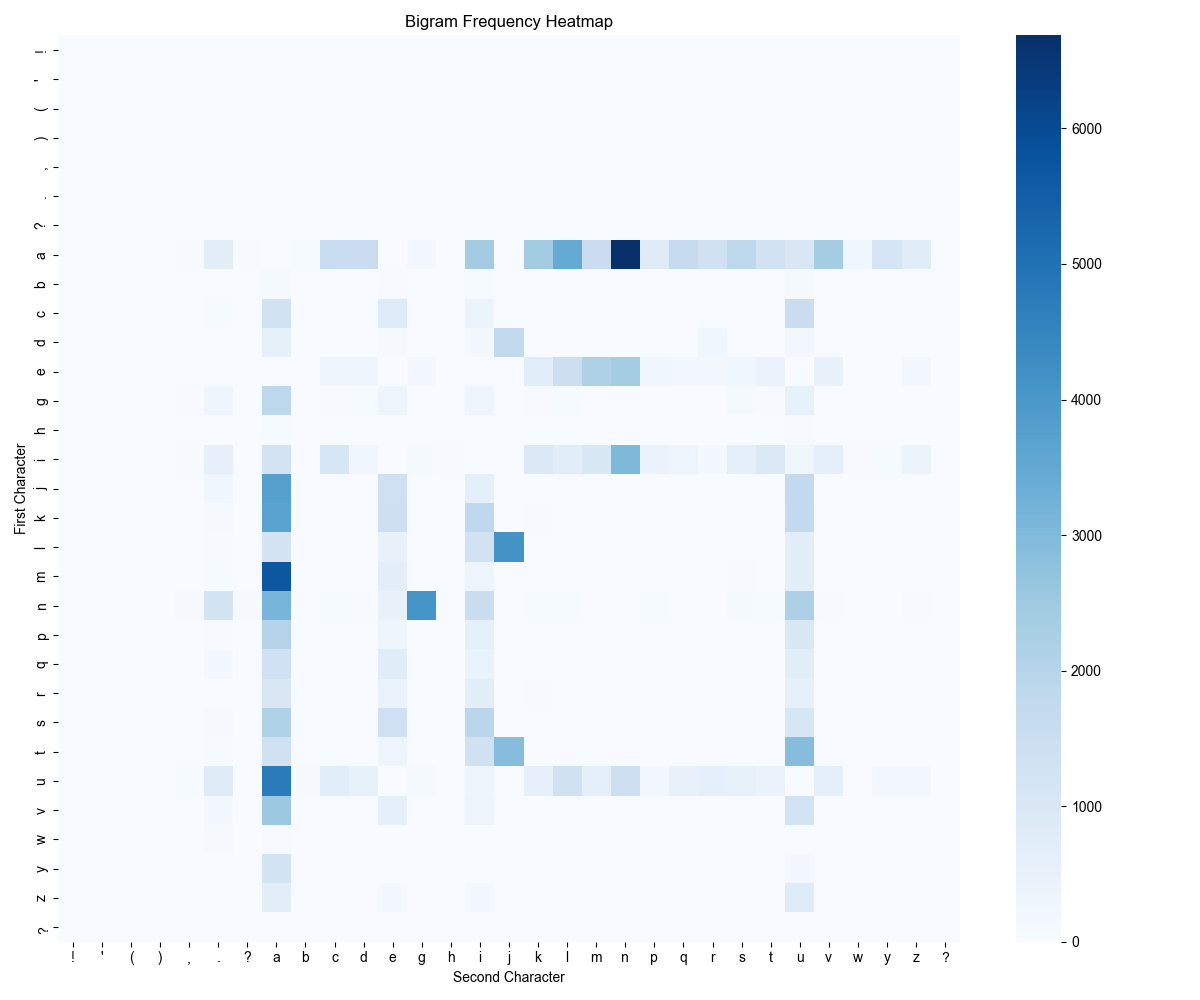 Bigram Frequency Heatmap
First Character
!
'
(
)
,
.
?
a
b
c
d
e
g
h
i
j
k
l
m
n
p
q
r
s
t
u
v
w
y
z
?
! ' ( ) , . ? a b c d e g h i j k l m n p q r s t u v w y z ?
Second Character
6000
5000
4000
3000
2000
1000
0